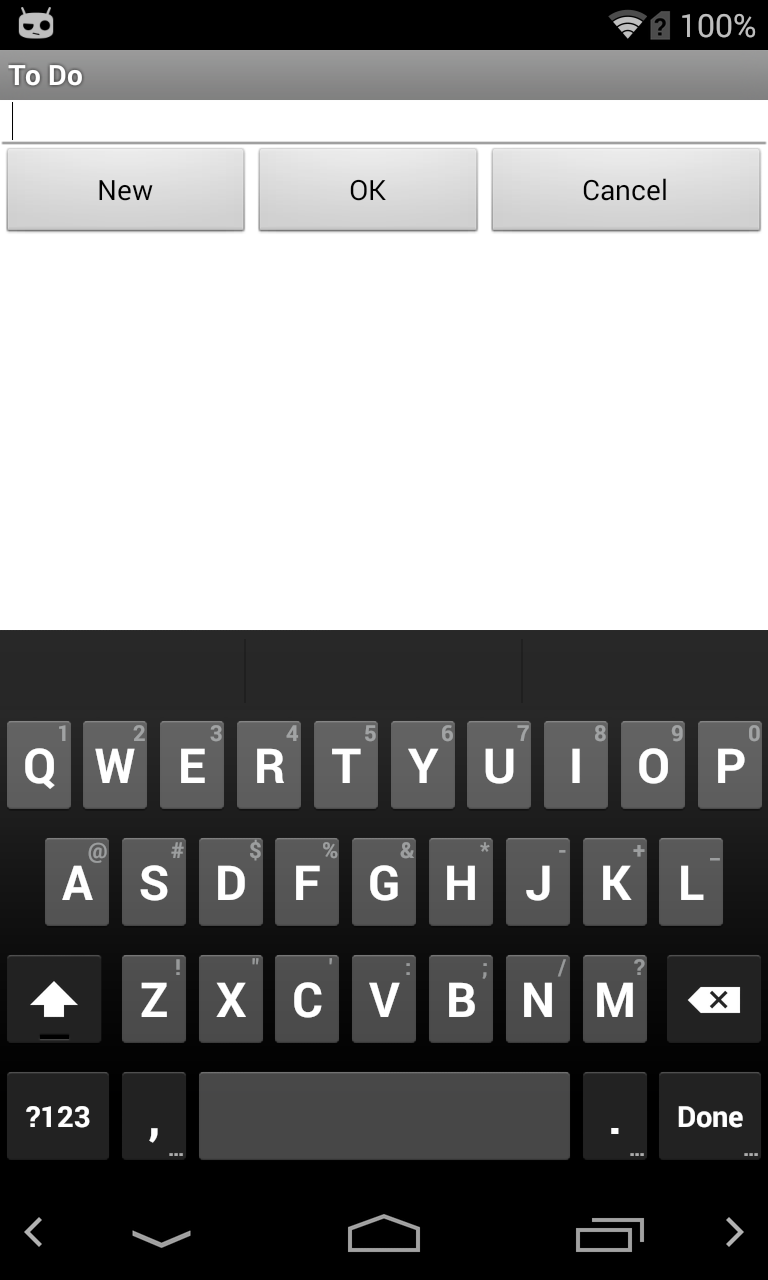 ? 100%
To Do
New OK Cancel
1 2 3 4 5 6 7 8 9 0
Q W E R T Y U I O P
@ # $ % & * - + _
A S D F G H J K L
! " ' : ; / ?
Z X C V B N M
?123 , ... . ... Done ...